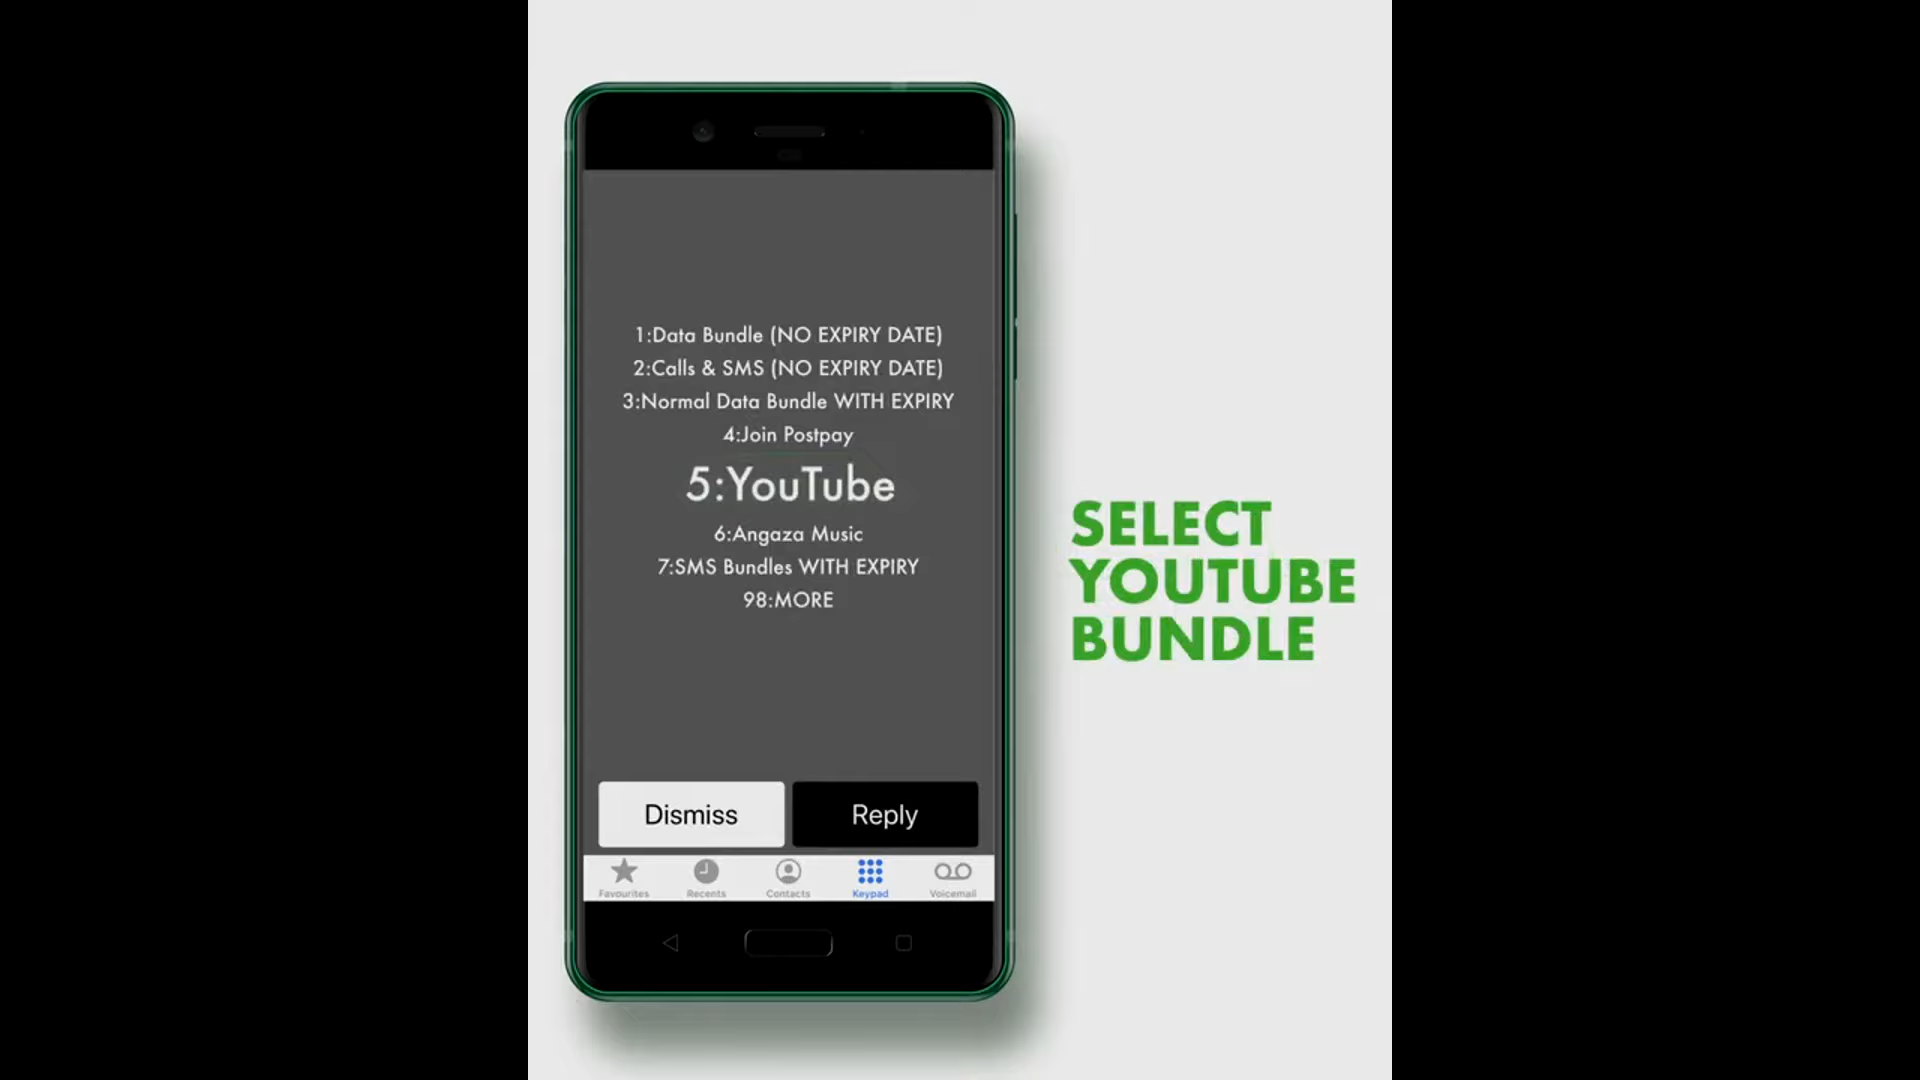 1:Data Bundle (NO EXPIRY DATE)
2:Calls & SMS (NO EXPIRY DATE)
3:Normal Data Bundle WITH EXPIRY
4:Join Postpay
5:YouTube
6:Angaza Music
7:SMS Bundles WITH EXPIRY
98:MORE
SELECT
YOUTUBE
BUNDLE
Dismiss Reply
Favourites Recents Contacts Keypad Voicemail